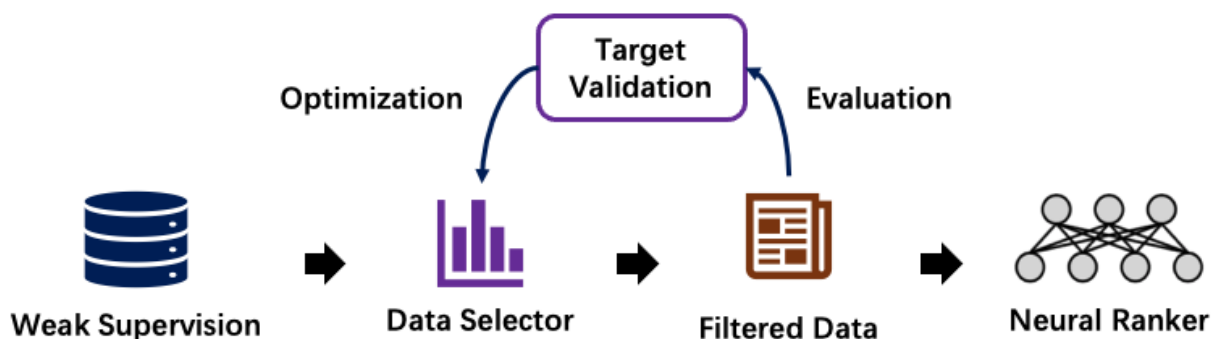 Target
Validation
Optimization
Evaluation
Weak Supervision
Data Selector
Filtered Data
Neural Ranker